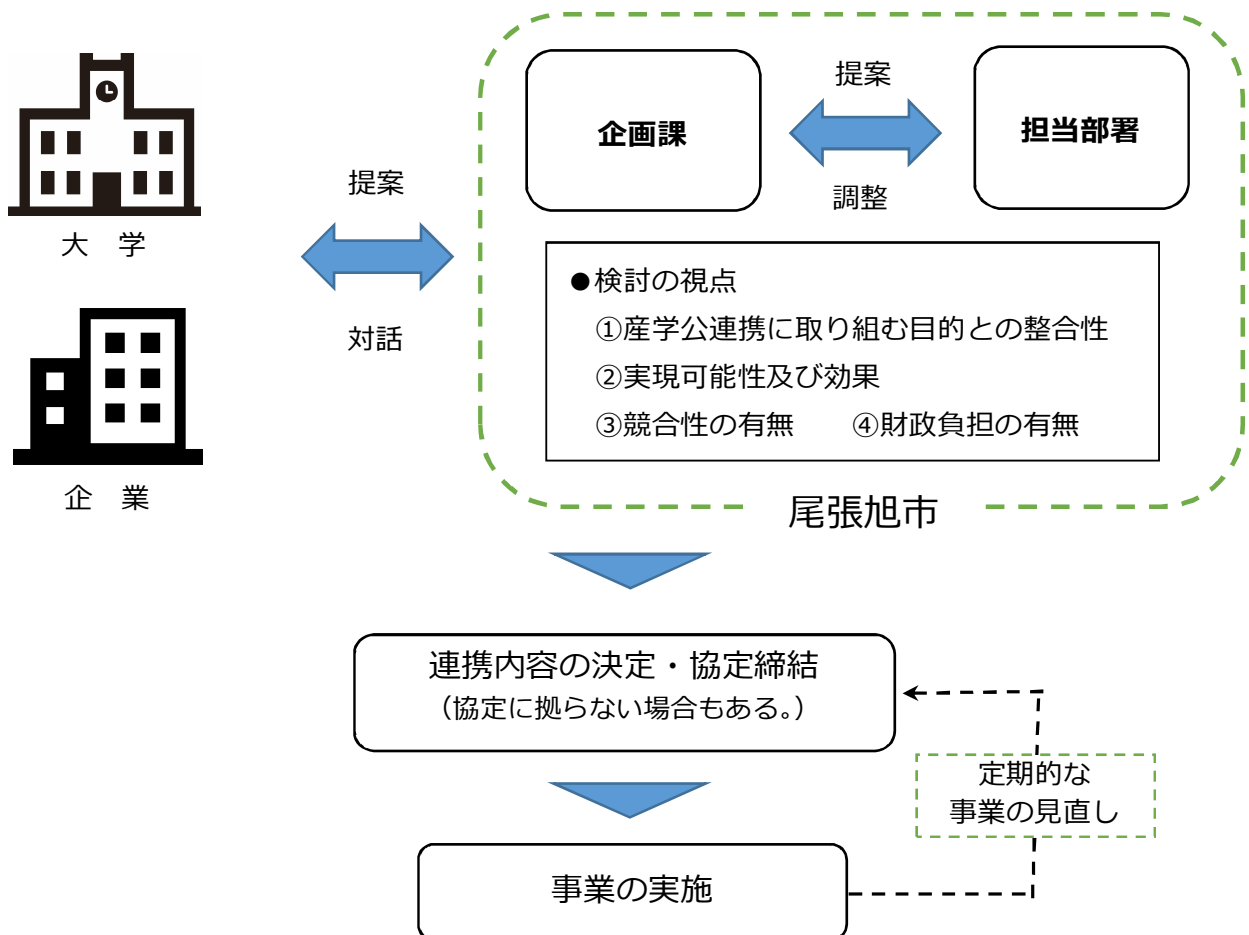 大 学
企 業
提案
対話
企画課
提案
調整
担当部署
●検討の視点
①産学公連携に取り組む目的との整合性
②実現可能性及び効果
③競合性の有無 ④財政負担の有無
尾張旭市
連携内容の決定・協定締結
（協定に拠らない場合もある。）
定期的な
事業の見直し
事業の実施